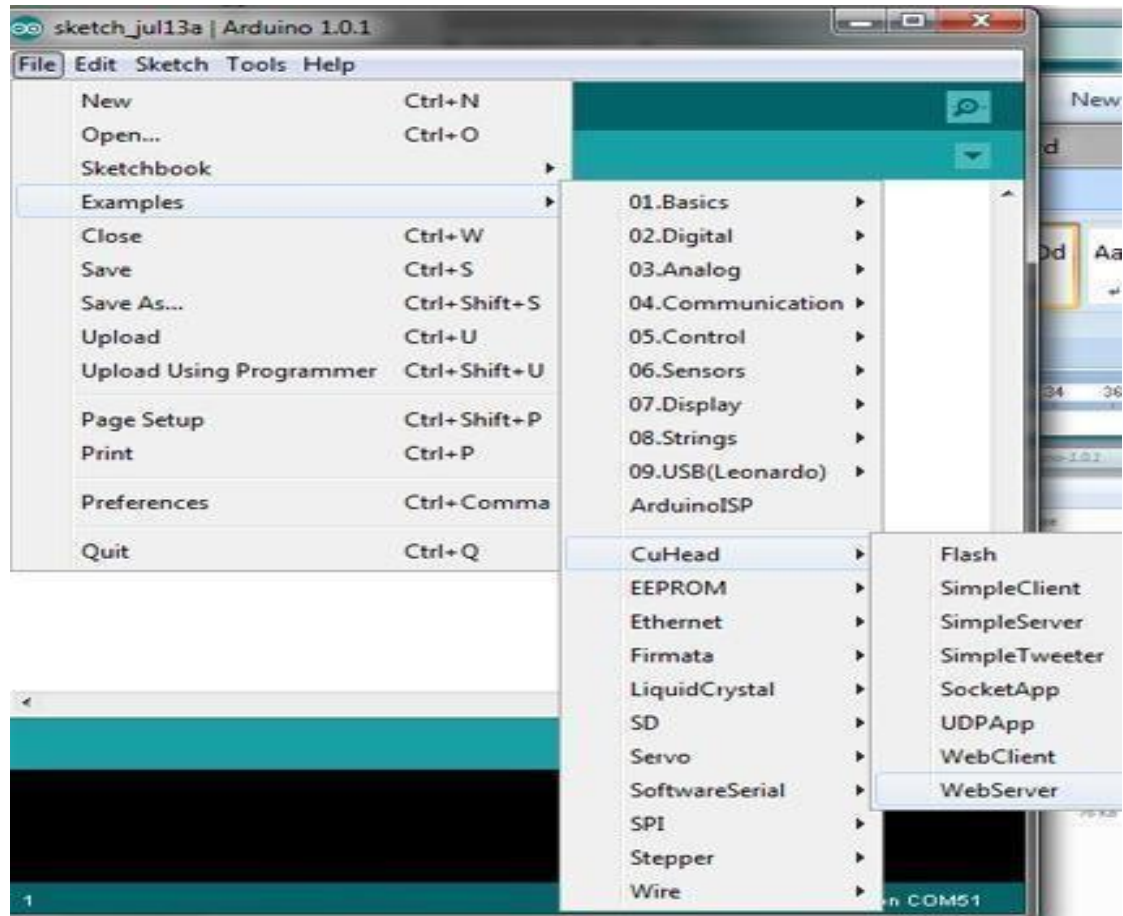 sketch_jul13a | Arduino 1.0.1
File Edit Sketch Tools Help
New Ctrl+N
Open... Ctrl+O
Sketchbook
Examples
Close Ctrl+W
Save Ctrl+S
Save As... Ctrl+Shift+S
Upload Ctrl+U
Upload Using Programmer Ctrl+Shift+U
Page Setup Ctrl+Shift+P
Print Ctrl+P
Preferences Ctrl+Comma
Quit Ctrl+Q
01.Basics
02.Digital
03.Analog
04.Communication
05.Control
06.Sensors
07.Display
08.Strings
09.USB(Leonardo)
ArduinoISP
CuHead
EEPROM
Ethernet
Firmata
LiquidCrystal
SD
Servo
SoftwareSerial
SPI
Stepper
Wire
Flash
SimpleClient
SimpleServer
SimpleTweeter
SocketApp
UDPApp
WebClient
WebServer
1
n COM51
New
d
Dd Aa
34 36